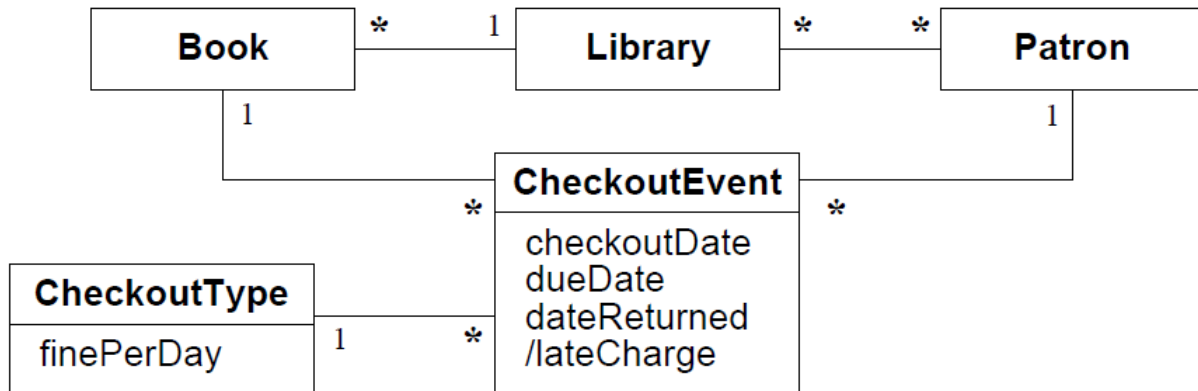 Book * 1 Library * * Patron
1 1
CheckoutEvent
* *
checkoutDate
dueDate
dateReturned
/lateCharge
CheckoutType
finePerDay
1 *